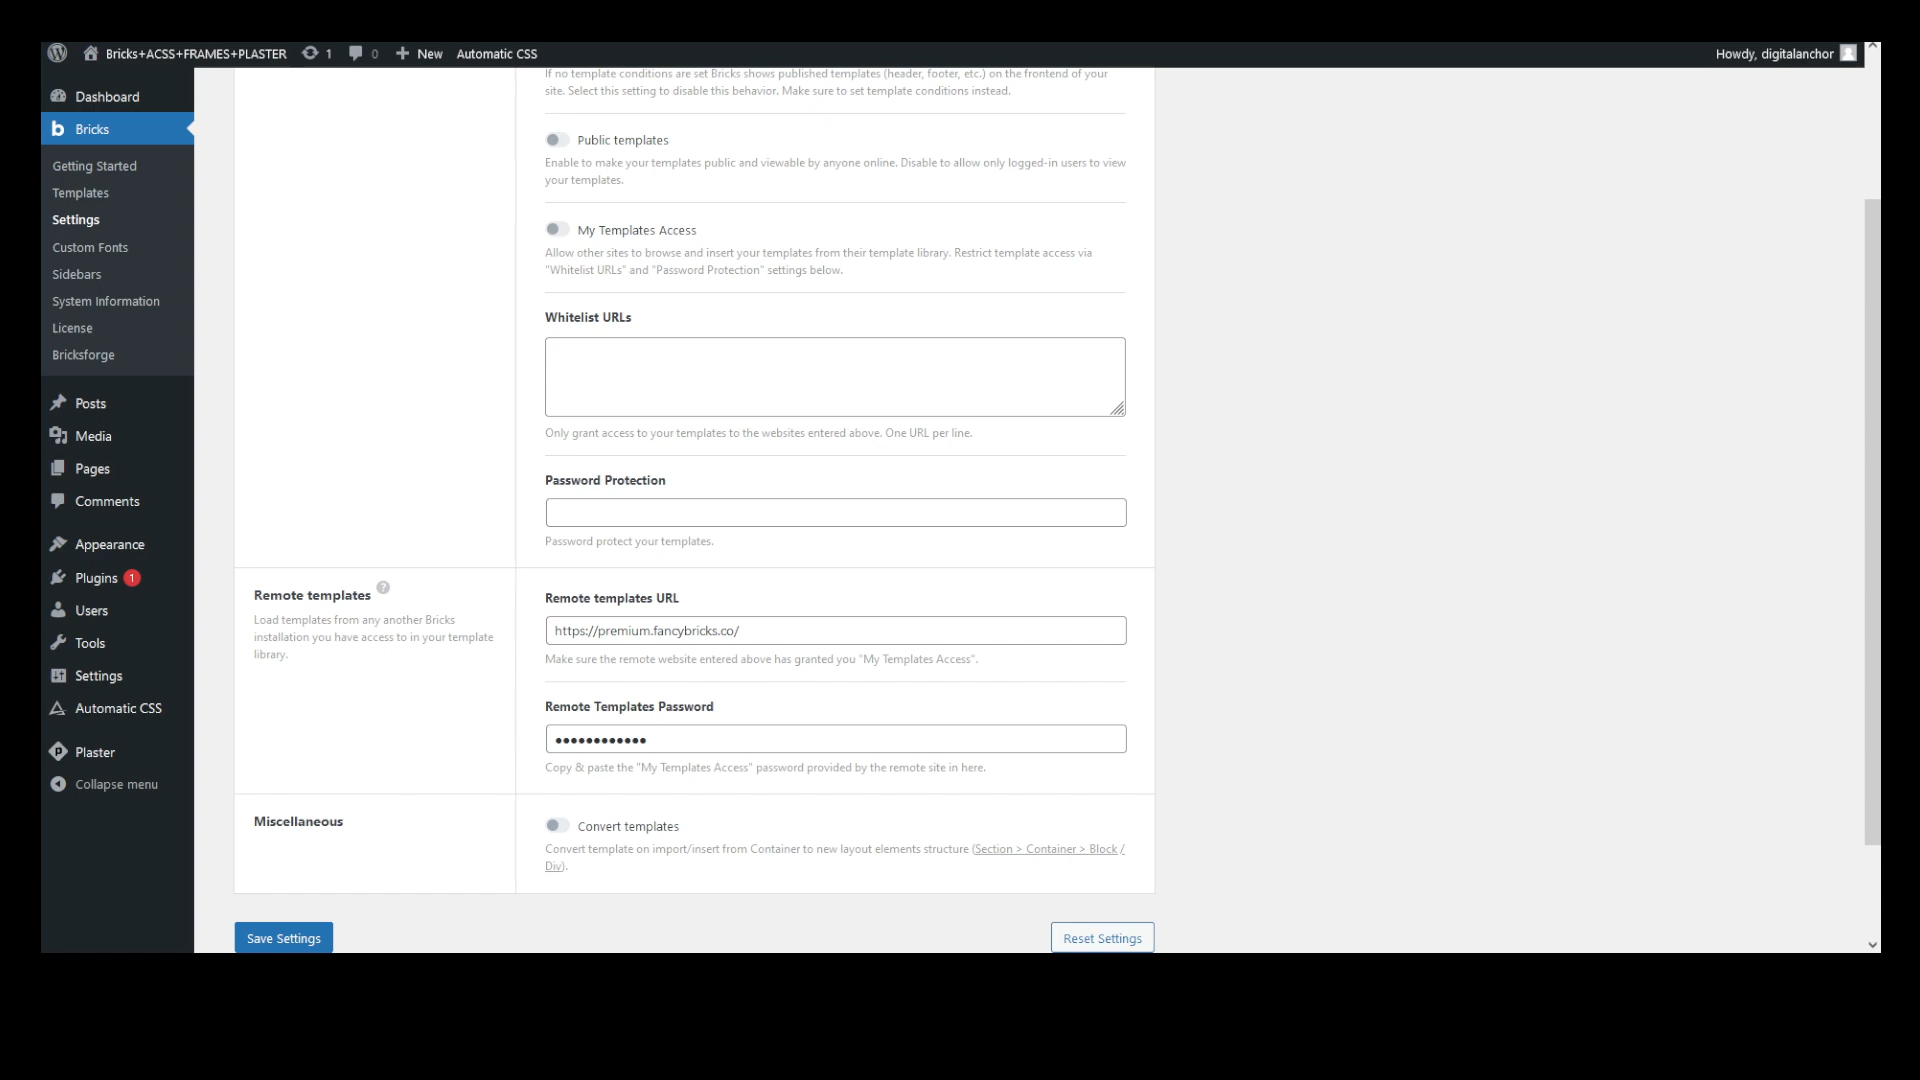 Bricks+ACSS+FRAMES+PLASTER 1 0 New Automatic CSS Howdy, digitalanchor
Dashboard
Bricks
Getting Started
Templates
Settings
Custom Fonts
Sidebars
System Information
License
Bricksforge
Posts
Media
Pages
Comments
Appearance
Plugins 1
Users
Tools
Settings
Automatic CSS
Plaster
Collapse menu
If no template conditions are set Bricks shows published templates (header, footer, etc.) on the frontend of your
site. Select this setting to disable this behavior. Make sure to set template conditions instead.
Public templates
Enable to make your templates public and viewable by anyone online. Disable to allow only logged-in users to view
your templates.
My Templates Access
Allow other sites to browse and insert your templates from their template library. Restrict template access via
"Whitelist URLs" and "Password Protection" settings below.
Whitelist URLs
Only grant access to your templates to the websites entered above. One URL per line.
Password Protection
Password protect your templates.
Remote templates ?
Load templates from any another Bricks
installation you have access to in your template
library.
Remote templates URL
https://premium.fancybricks.co/
Make sure the remote website entered above has granted you "My Templates Access".
Remote Templates Password
••••••••••••
Copy & paste the "My Templates Access" password provided by the remote site in here.
Miscellaneous
Convert templates
Convert template on import/insert from Container to new layout elements structure (Section > Container > Block /
Div).
Save Settings
Reset Settings